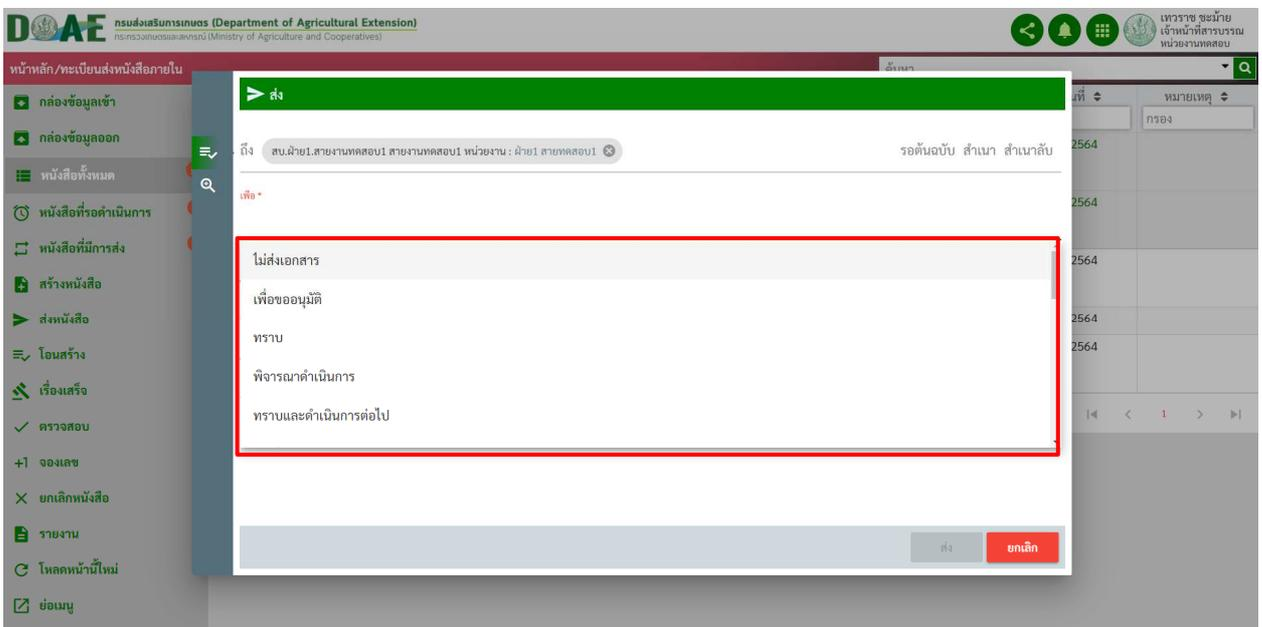 DOAE
กรมส่งเสริมการเกษตร (Department of Agricultural Extension)
กระทรวงเกษตรและสหกรณ์ (Ministry of Agriculture and Cooperatives)
เทวราช ชะม้าย
เจ้าหน้าที่สารบรรณ
หน่วยงานทดสอบ
หน้าหลัก/ทะเบียนส่งหนังสือภายใน
ค้นหา
กล่องข้อมูลเข้า
กล่องข้อมูลออก
หนังสือทั้งหมด
หนังสือที่รอดำเนินการ
หนังสือที่มีการส่ง
สร้างหนังสือ
ส่งหนังสือ
โอนสร้าง
เรื่องเสร็จ
ตรวจสอบ
+1 จองเลข
ยกเลิกหนังสือ
รายงาน
โหลดหน้านี้ใหม่
ย่อเมนู
ส่ง
ถึง สบ.ฝ่าย1.สายงานทดสอบ1 สายงานทดสอบ1 หน่วยงาน : ฝ่าย1 สายทดสอบ1
รอต้นฉบับ สำเนา สำเนาลับ
เพื่อ *
ไม่ส่งเอกสาร
เพื่อขออนุมัติ
ทราบ
พิจารณาดำเนินการ
ทราบและดำเนินการต่อไป
ส่ง ยกเลิก
นที่ หมายเหตุ
กรอง
2564
2564
2564
2564
2564
1